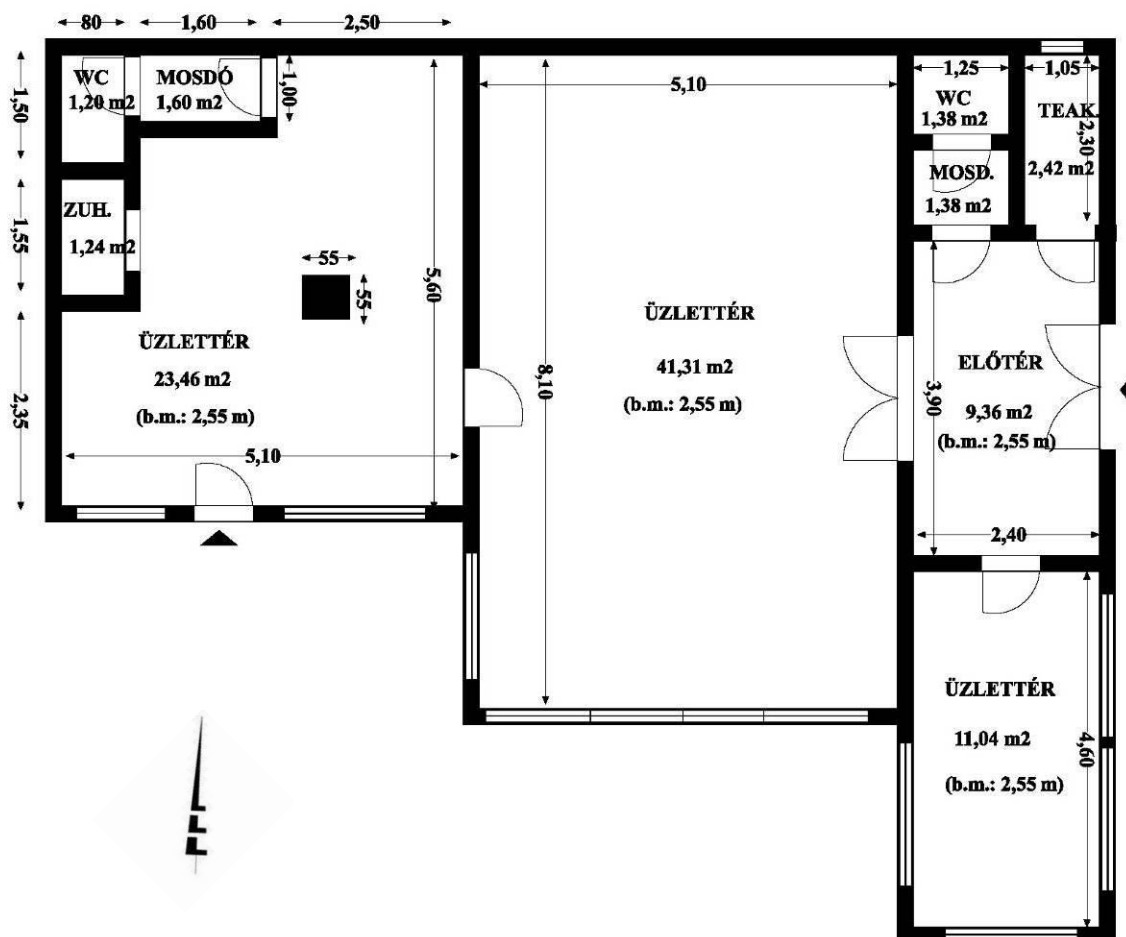 80
1,60
2,50
WC
1,20 m2
MOSDÓ
1,60 m2
1,00
1,50
5,10
1,25
1,05
WC
1,38 m2
TEAK.
2,30
2,42 m2
MOSD.
1,38 m2
ZUH.
1,24 m2
1,55
55
55
5,60
ÜZLETTÉR
23,46 m2
(b.m.: 2,55 m)
2,35
5,10
ÜZLETTÉR
41,31 m2
(b.m.: 2,55 m)
8,10
ELŐTÉR
9,36 m2
(b.m.: 2,55 m)
3,90
2,40
ÜZLETTÉR
11,04 m2
(b.m.: 2,55 m)
4,60